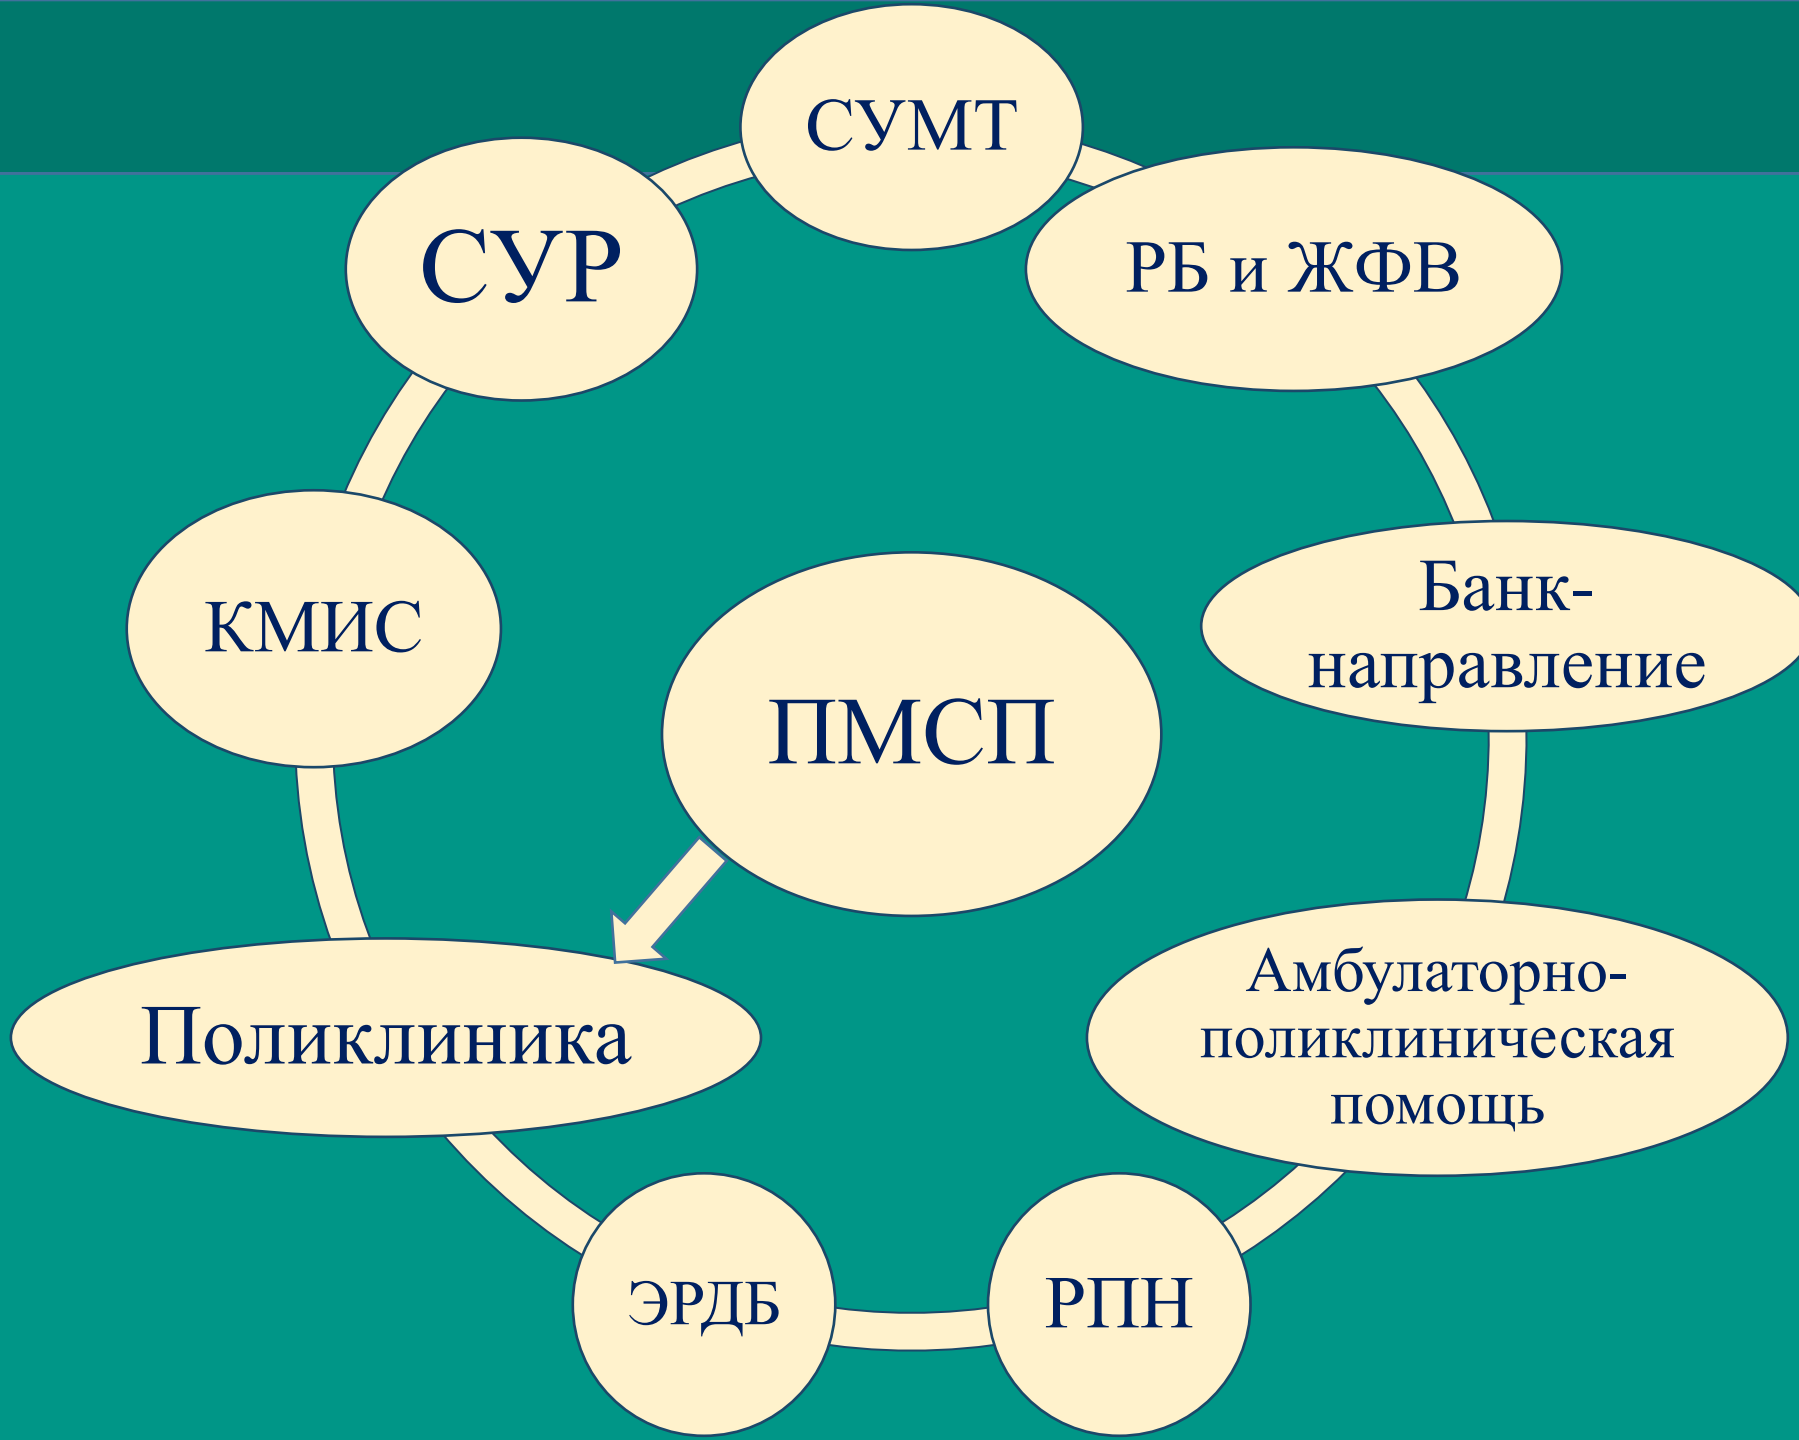 СУМТ
СУР
РБ и ЖФВ
КМИС
Банк-
направление
ПМСП
Поликлиника
Амбулаторно-
поликлиническая
помощь
ЭРДБ
РПН